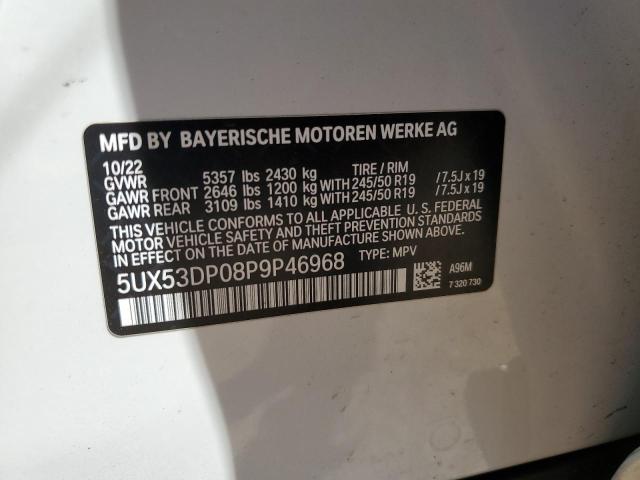 MFD BY BAYERISCHE MOTOREN WERKE AG
10/22 TIRE / RIM
GVWR 5357 lbs 2430 kg
GAWR FRONT 2646 lbs 1200 kg WITH 245/50 R19 /7.5J x 19
GAWR REAR 3109 lbs 1410 kg WITH 245/50 R19 /7.5J x 19
THIS VEHICLE CONFORMS TO ALL APPLICABLE U. S. FEDERAL
MOTOR VEHICLE SAFETY AND THEFT PREVENTION STANDARDS
IN EFFECT ON THE DATE OF MANUFACTURE SHOWN ABOVE.
5UX53DP08P9P46968 TYPE: MPV
A96M
7 320 730